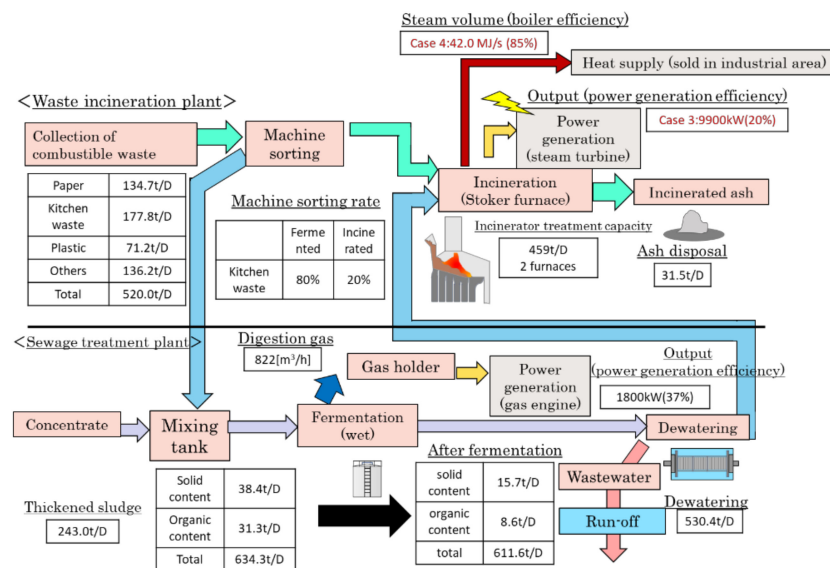 Steam volume (boiler efficiency)
Case 4:42.0 MJ/s (85%)
Heat supply (sold in industrial area)
<Waste incineration plant>
Output (power generation efficiency)
Collection of
combustible waste
Machine
sorting
Power
generation
(steam turbine)
Case 3:9900kW(20%)
Incineration
(Stoker furnace)
Incinerated ash
Paper 134.7t/D
Kitchen
waste 177.8t/D
Plastic 71.2t/D
Others 136.2t/D
Total 520.0t/D
Machine sorting rate
Ferme
nted
Incine
rated
Kitchen
waste 80% 20%
Incinerator treatment capacity
459t/D
2 furnaces
Ash disposal
31.5t/D
<Sewage treatment plant>
Digestion gas
822[m³/h]
Gas holder
Power
generation
(gas engine)
Output
(power generation efficiency)
1800kW(37%)
Concentrate
Mixing
tank
Fermentation
(wet)
Dewatering
After fermentation
Solid
content 38.4t/D
Organic
content 31.3t/D
Total 634.3t/D
solid
content 15.7t/D
organic
content 8.6t/D
total 611.6t/D
Thickened sludge
243.0t/D
Wastewater
Run-off
Dewatering
530.4t/D